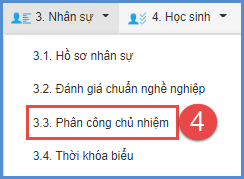 3. Nhân sự 4. Học sinh
3.1. Hồ sơ nhân sự
3.2. Đánh giá chuẩn nghề nghiệp
3.3. Phân công chủ nhiệm 4
3.4. Thời khóa biểu